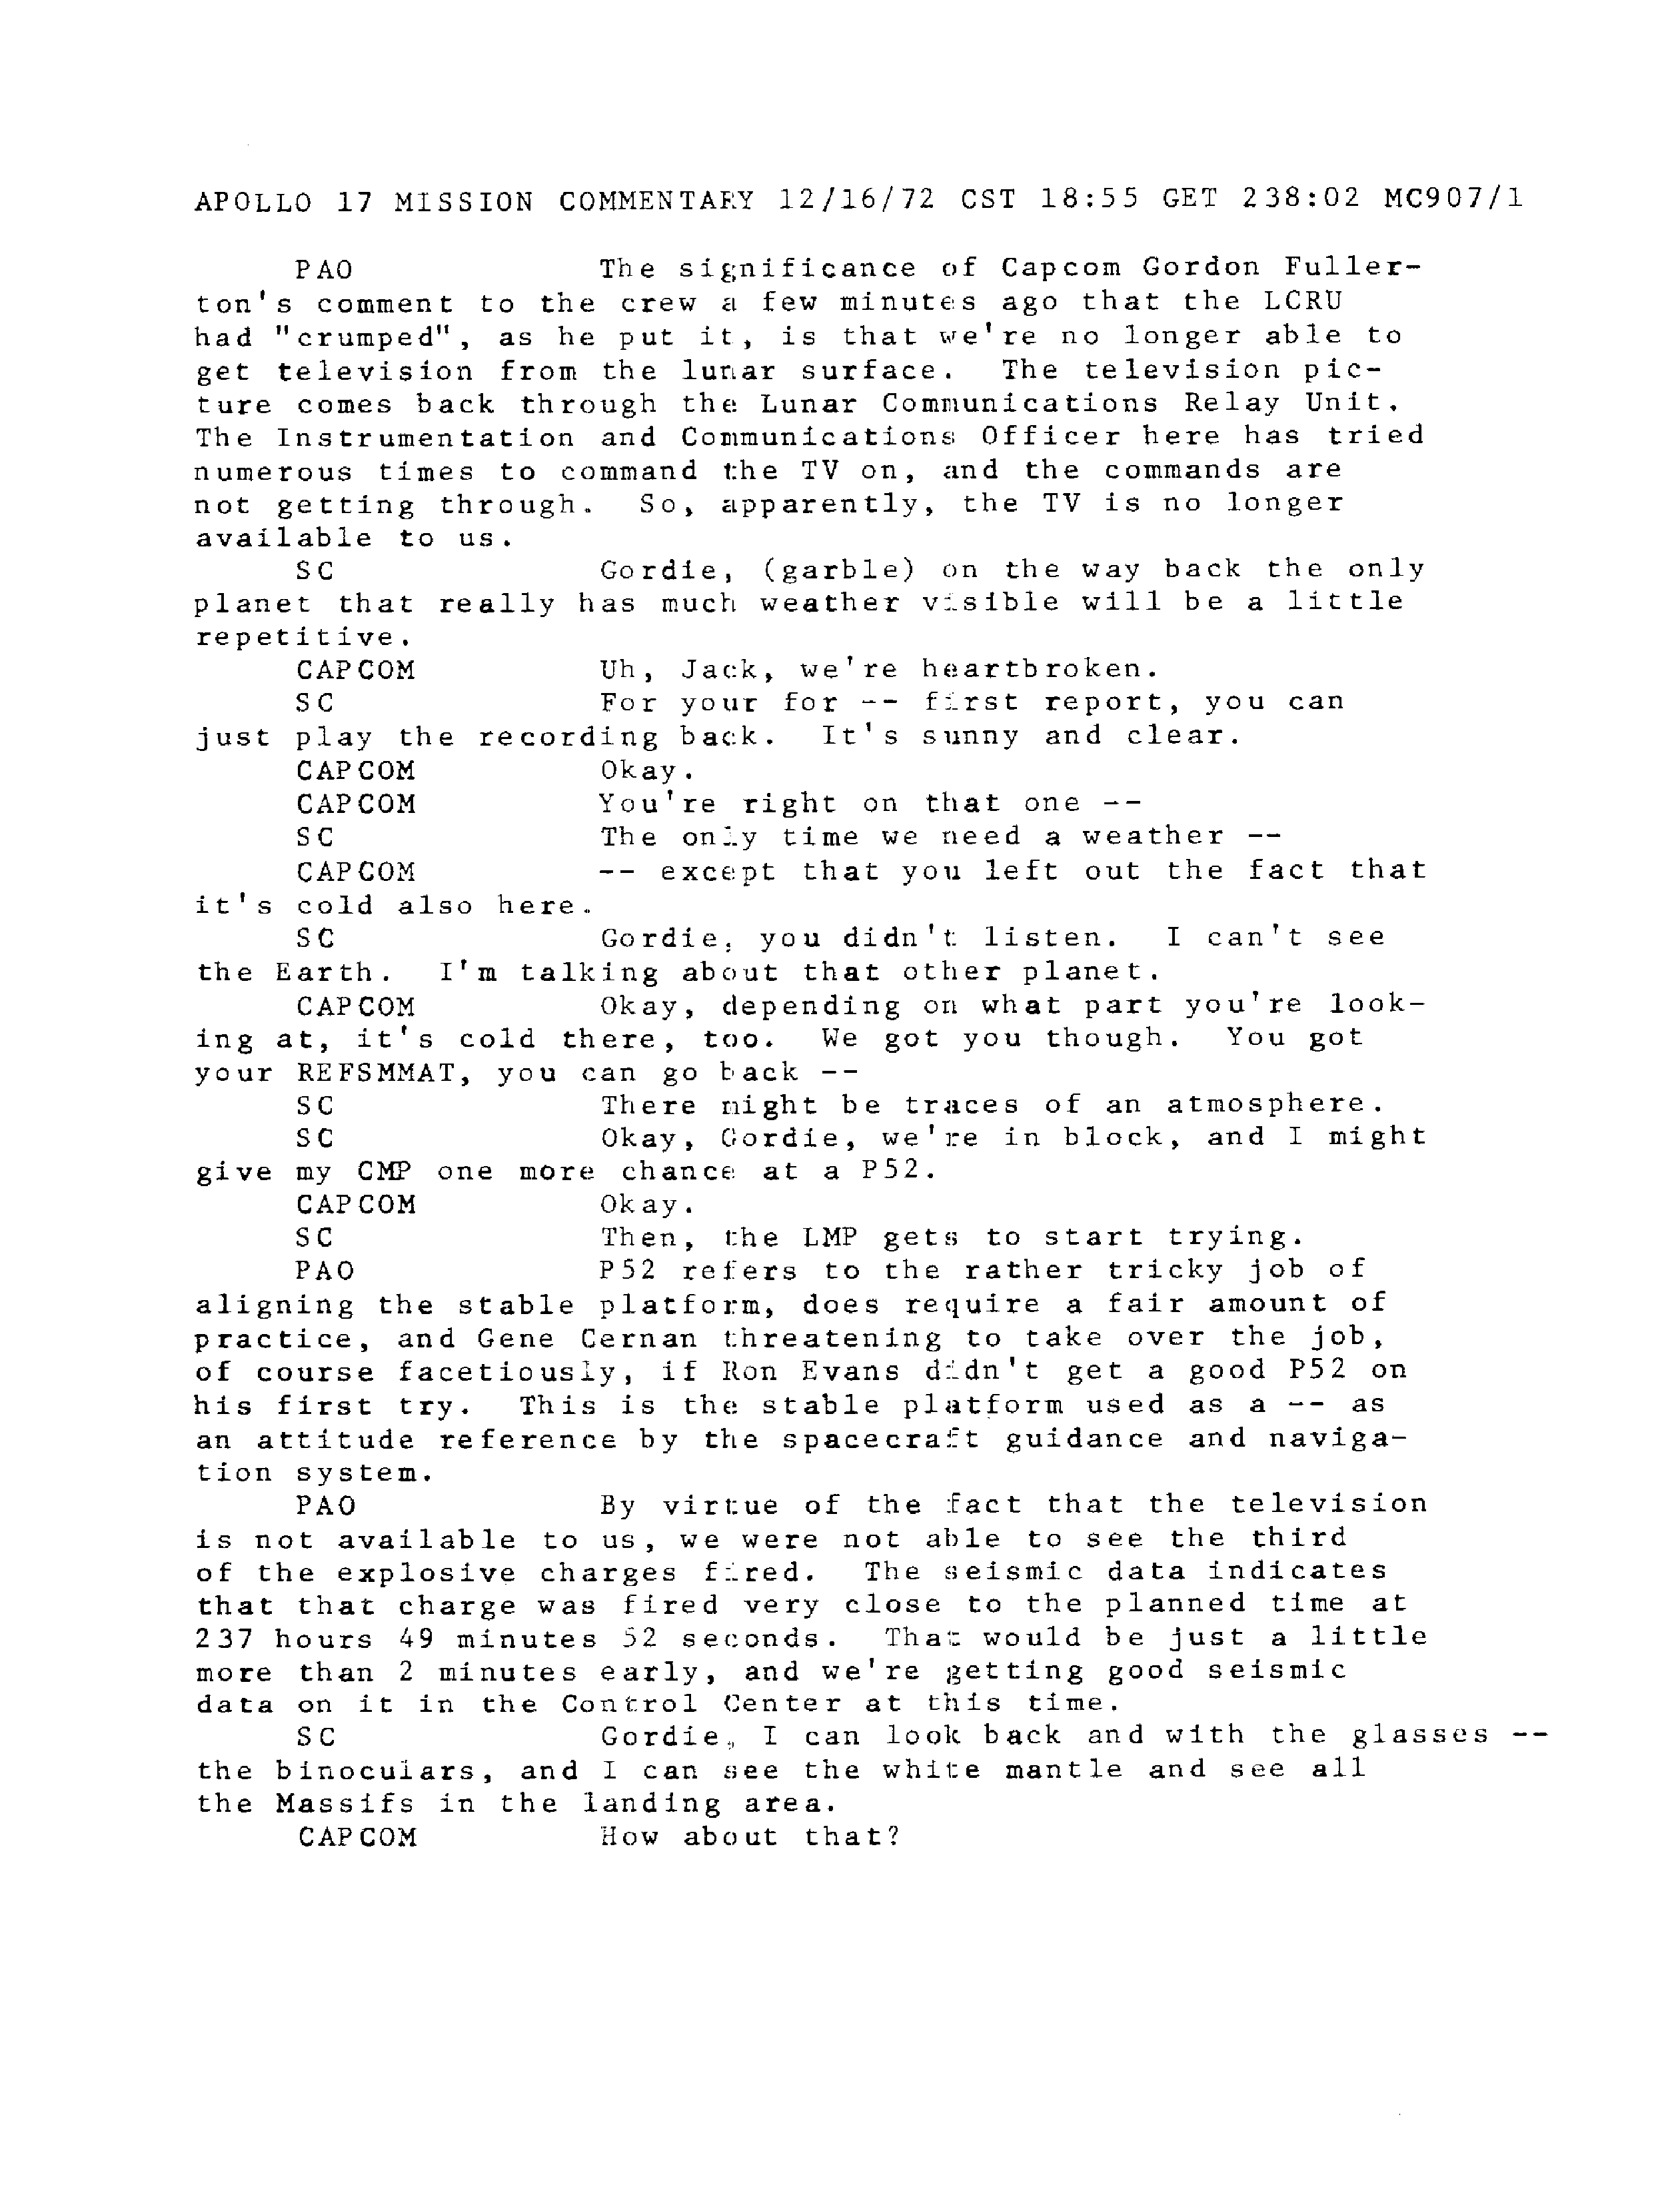 APOLLO 17 MISSION COMMENTARY 12/16/72 CST 18:55 GET 238:02 MC907/1
PAO The significance of Capcom Gordon Fuller-
ton's comment to the crew a few minutes ago that the LCRU
had "crumped", as he put it, is that we're no longer able to
get television from the lunar surface. The television pic-
ture comes back through the Lunar Communications Relay Unit.
The Instrumentation and Communications Officer here has tried
numerous times to command the TV on, and the commands are
not getting through. So, apparently, the TV is no longer
available to us.
SC Gordie, (garble) on the way back the only
planet that really has much weather visible will be a little
repetitive.
CAPCOM Uh, Jack, we're heartbroken.
SC For your for -- first report, you can
just play the recording back. It's sunny and clear.
CAPCOM Okay.
CAPCOM You're right on that one --
SC The only time we need a weather --
CAPCOM -- except that you left out the fact that
it's cold also here.
SC Gordie, you didn't listen. I can't see
the Earth. I'm talking about that other planet.
CAPCOM Okay, depending on what part you're look-
ing at, it's cold there, too. We got you though. You got
your REFSMMAT, you can go back --
SC There might be traces of an atmosphere.
SC Okay, Gordie, we're in block, and I might
give my CMP one more chance at a P52.
CAPCOM Okay.
SC Then, the LMP gets to start trying.
PAO P52 refers to the rather tricky job of
aligning the stable platform, does require a fair amount of
practice, and Gene Cernan threatening to take over the job,
of course facetiously, if Ron Evans didn't get a good P52 on
his first try. This is the stable platform used as a -- as
an attitude reference by the spacecraft guidance and naviga-
tion system.
PAO By virtue of the fact that the television
is not available to us, we were not able to see the third
of the explosive charges fired. The seismic data indicates
that that charge was fired very close to the planned time at
237 hours 49 minutes 52 seconds. That would be just a little
more than 2 minutes early, and we're getting good seismic
data on it in the Control Center at this time.
SC Gordie, I can look back and with the glasses --
the binoculars, and I can see the white mantle and see all
the Massifs in the landing area.
CAPCOM How about that?